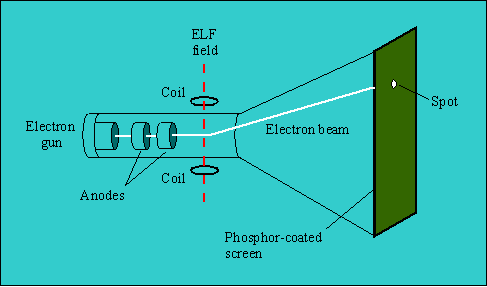 ELF
field
Coil
Electron
gun
Spot
Electron beam
Coil
Anodes
Phosphor-coated
screen